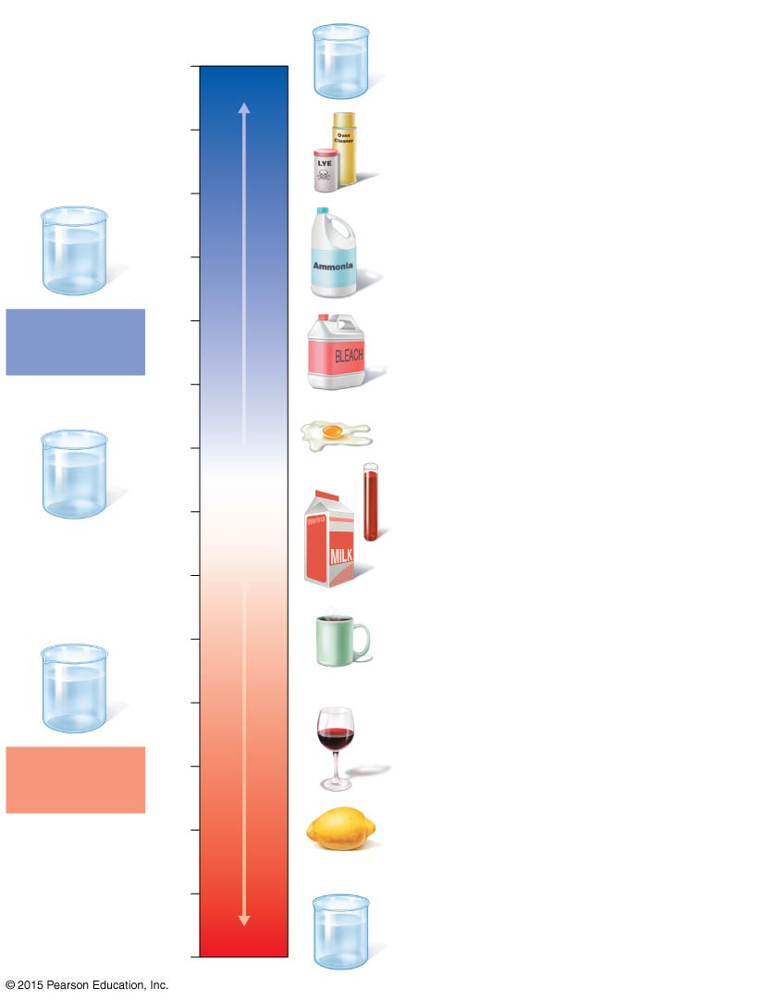 Oven
Cleaner
LYE
Ammonia
BLEACH
MILK
© 2015 Pearson Education, Inc.